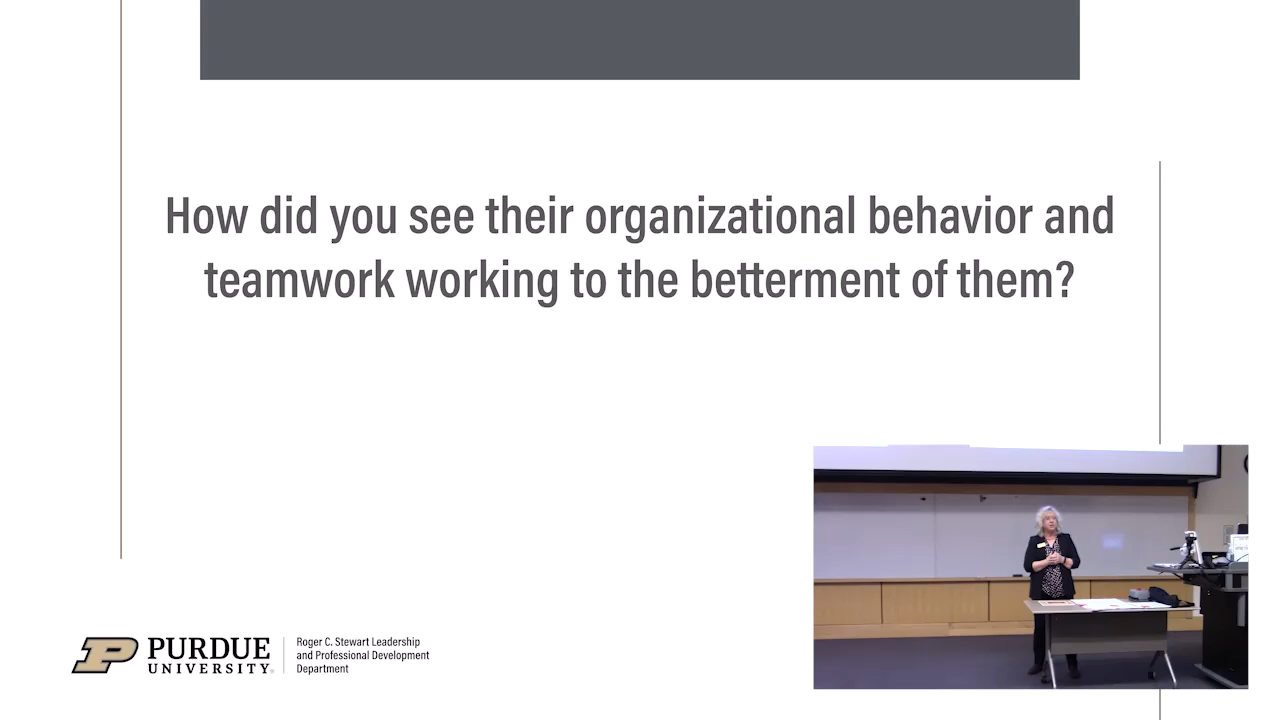 How did you see their organizational behavior and
teamwork working to the betterment of them?
PURDUE
UNIVERSITY®
Roger C. Stewart Leadership
and Professional Development
Department